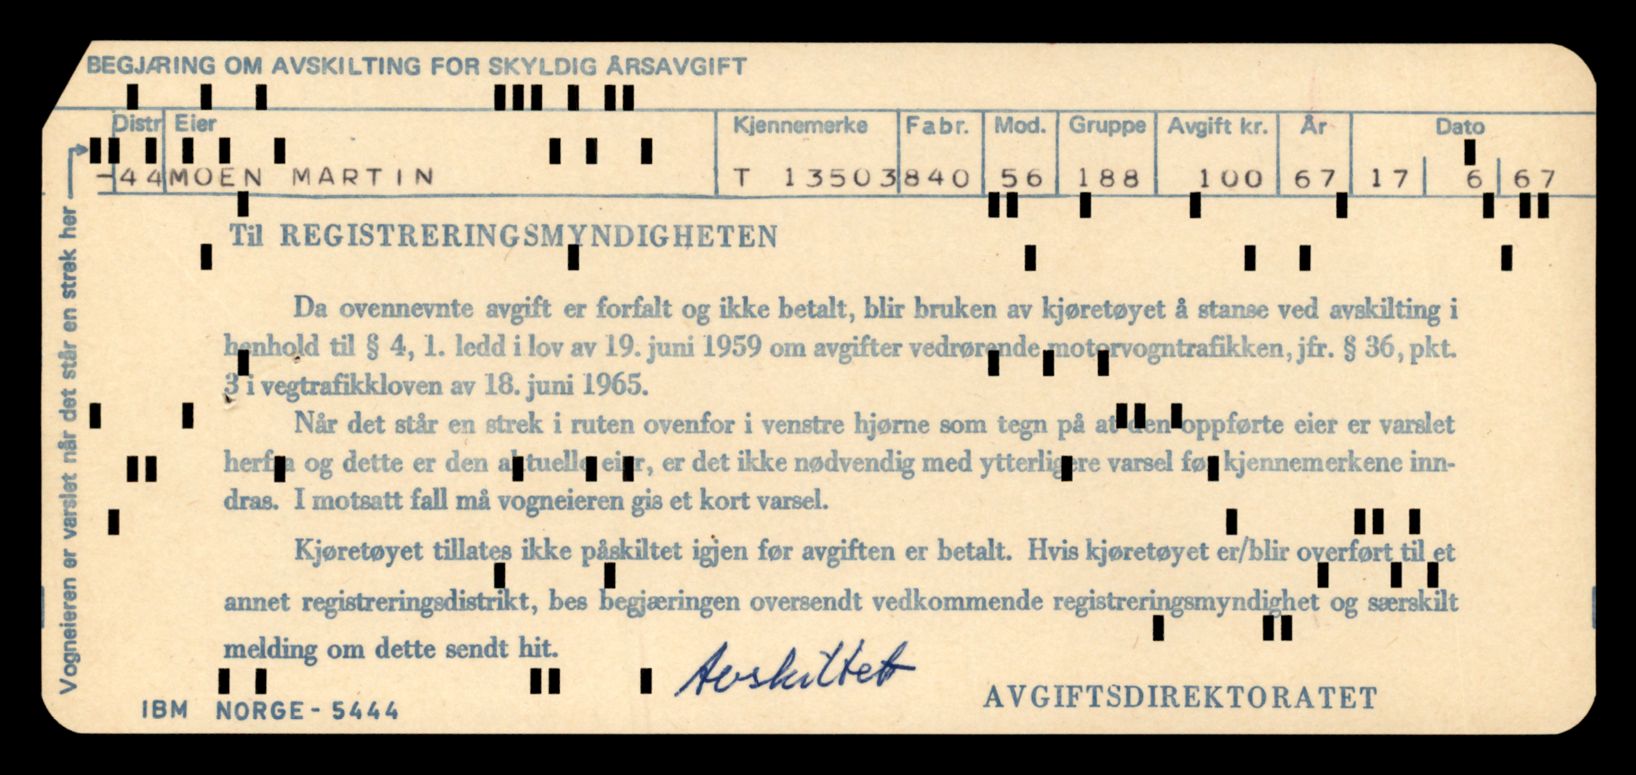 BEGJÆRING OM AVSKILTING FOR SKYLDIG ÅRSAVGIFT
Distr Eier Kjennemerke Fabr. Mod. Gruppe Avgift kr. År Dato
-44 MOEN MARTIN T 13503 840 56 188 100 67 17 6 67
Vogneieren er varslet når det står en strek her
Til REGISTRERINGSMYNDIGHETEN
Da ovennevnte avgift er forfalt og ikke betalt, blir bruken av kjøretøyet å stanse ved avskilting i
henhold til § 4, 1. ledd i lov av 19. juni 1959 om avgifter vedrørende motorvogntrafikken, jfr. § 36, pkt.
3 i vegtrafikkloven av 18. juni 1965.
Når det står en strek i ruten ovenfor i venstre hjørne som tegn på at den oppførte eier er varslet
herfra og dette er den aktuelle eier, er det ikke nødvendig med ytterligere varsel før kjennemerkene inn-
dras. I motsatt fall må vogneieren gis et kort varsel.
Kjøretøyet tillates ikke påskiltet igjen før avgiften er betalt. Hvis kjøretøyet er/blir overført til et
annet registreringsdistrikt, bes begjæringen oversendt vedkommende registreringsmyndighet og særskilt
melding om dette sendt hit.
Avskiltet
AVGIFTSDIREKTORATET
IBM NORGE - 5444